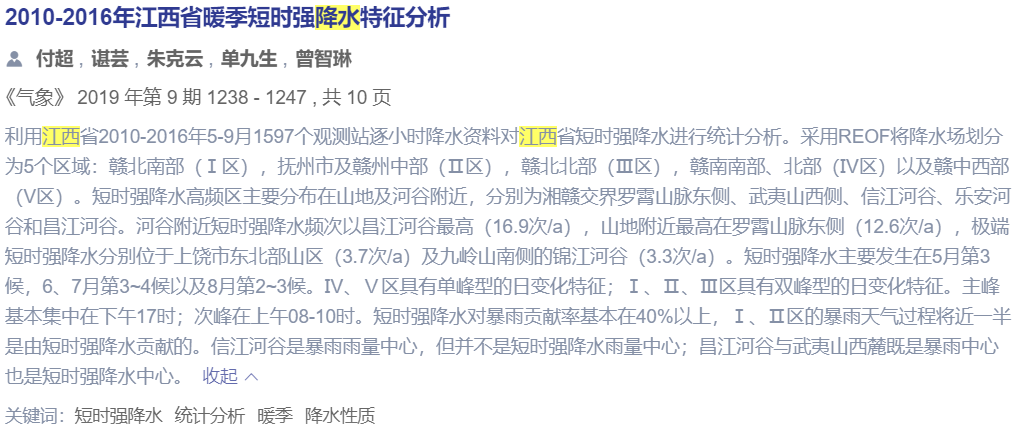 2010-2016年江西省暖季短时强降水特征分析
付超 , 谌芸 , 朱克云 , 单九生 , 曾智琳
《气象》 2019 年第 9 期 1238 - 1247 , 共 10 页
利用江西省2010-2016年5-9月1597个观测站逐小时降水资料对江西省短时强降水进行统计分析。采用REOF将降水场划分
为5个区域：赣北南部（Ⅰ区），抚州市及赣州中部（Ⅱ区），赣北北部（Ⅲ区），赣南南部、北部（Ⅳ区）以及赣中西部
（Ⅴ区）。短时强降水高频区主要分布在山地及河谷附近，分别为湘赣交界罗霄山脉东侧、武夷山西侧、信江河谷、乐安河
谷和昌江河谷。河谷附近短时强降水频次以昌江河谷最高（16.9次/a），山地附近最高在罗霄山脉东侧（12.6次/a），极端
短时强降水分别位于上饶市东北部山区（3.7次/a）及九岭山南侧的锦江河谷（3.3次/a）。短时强降水主要发生在5月第3
候，6、7月第3~4候以及8月第2~3候。Ⅳ、Ⅴ区具有单峰型的日变化特征；Ⅰ、Ⅱ、Ⅲ区具有双峰型的日变化特征。主峰
基本集中在下午17时；次峰在上午08-10时。短时强降水对暴雨贡献率基本在40%以上，Ⅰ、Ⅱ区的暴雨天气过程将近一半
是由短时强降水贡献的。信江河谷是暴雨雨量中心，但并不是短时强降水雨量中心；昌江河谷与武夷山西麓既是暴雨中心
也是短时强降水中心。 收起 ︿
关键词: 短时强降水 统计分析 暖季 降水性质